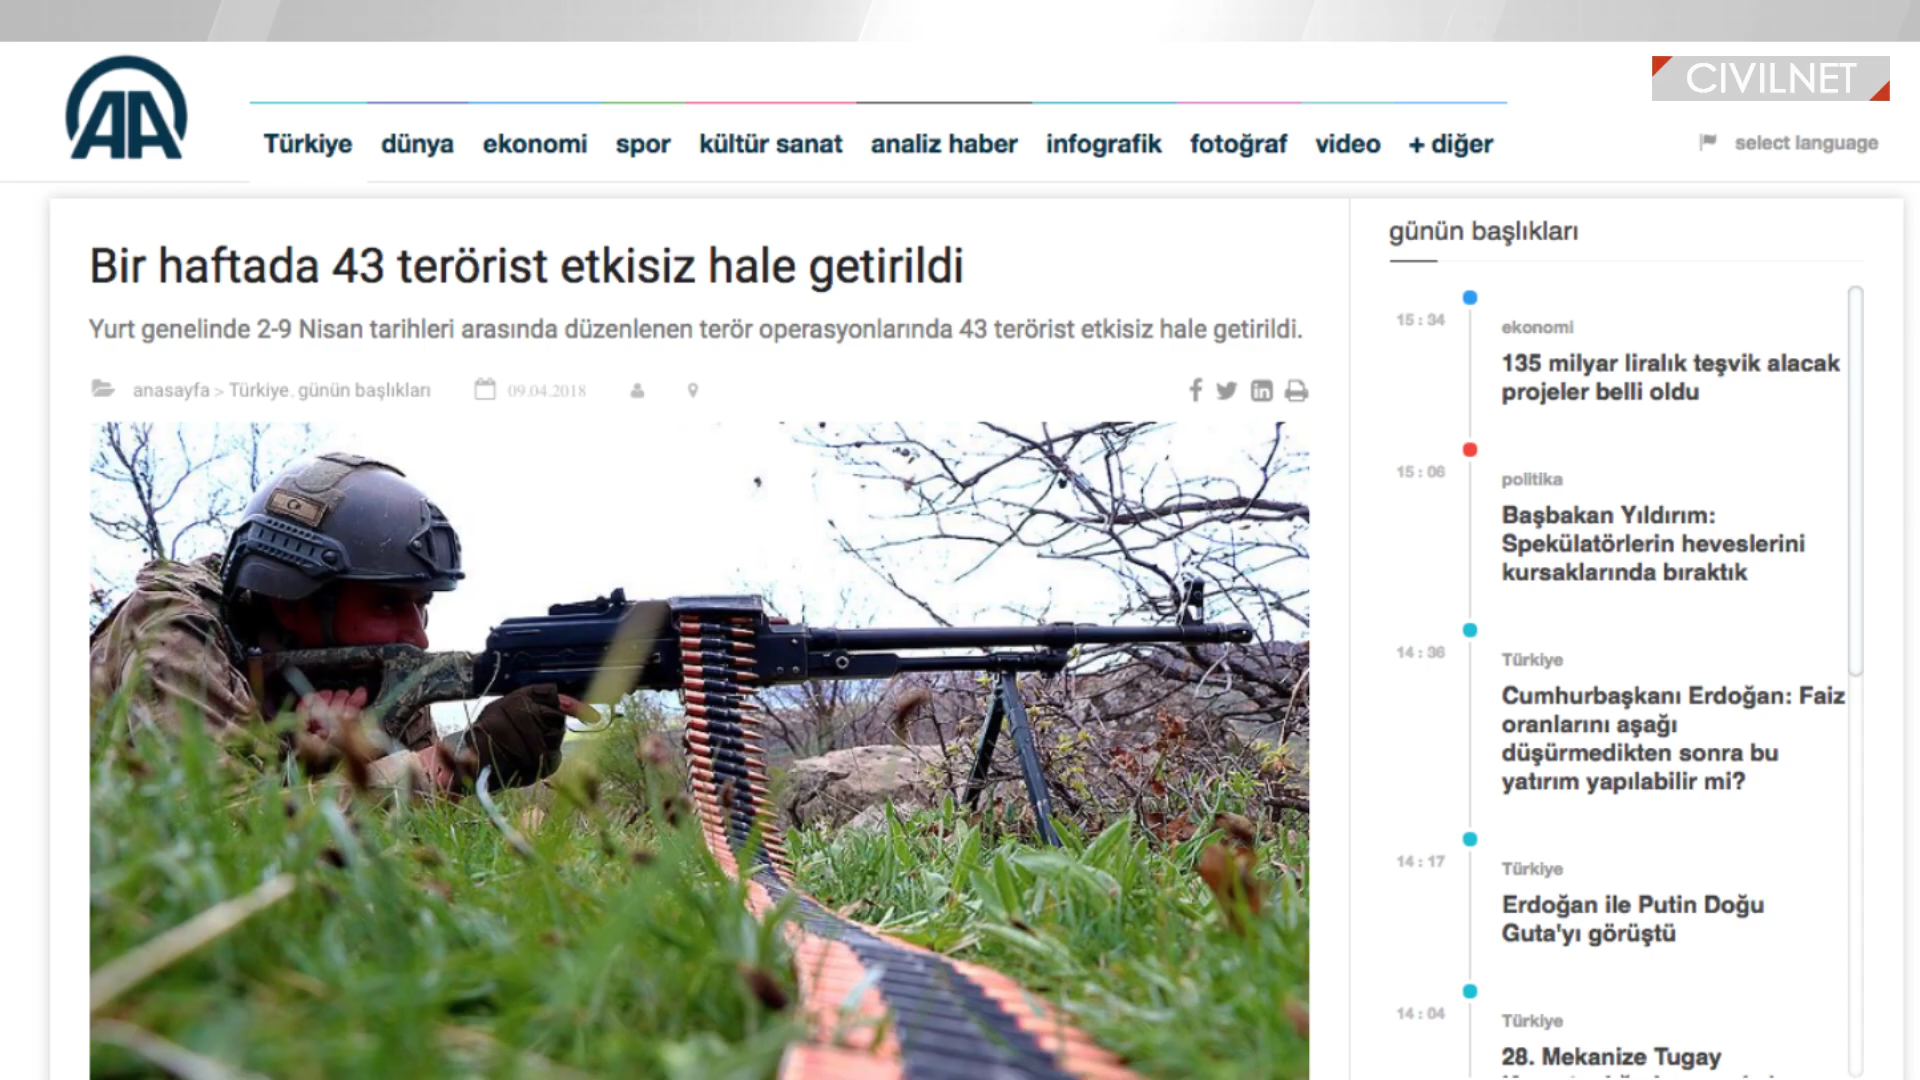 CIVILNET
AA
Türkiye dünya ekonomi spor kültür sanat analiz haber infografik fotoğraf video + diğer
select language
Bir haftada 43 terörist etkisiz hale getirildi
Yurt genelinde 2-9 Nisan tarihleri arasında düzenlenen terör operasyonlarında 43 terörist etkisiz hale getirildi.
anasayfa > Türkiye, günün başlıkları 09.04.2018
günün başlıkları
15:34
ekonomi
135 milyar liralık teşvik alacak
projeler belli oldu
15:06
politika
Başbakan Yıldırım:
Spekülatörlerin heveslerini
kursaklarında bıraktık
14:36
Türkiye
Cumhurbaşkanı Erdoğan: Faiz
oranlarını aşağı
düşürmedikten sonra bu
yatırım yapılabilir mi?
14:17
Türkiye
Erdoğan ile Putin Doğu
Guta'yı görüştü
14:04
Türkiye
28. Mekanize Tugay